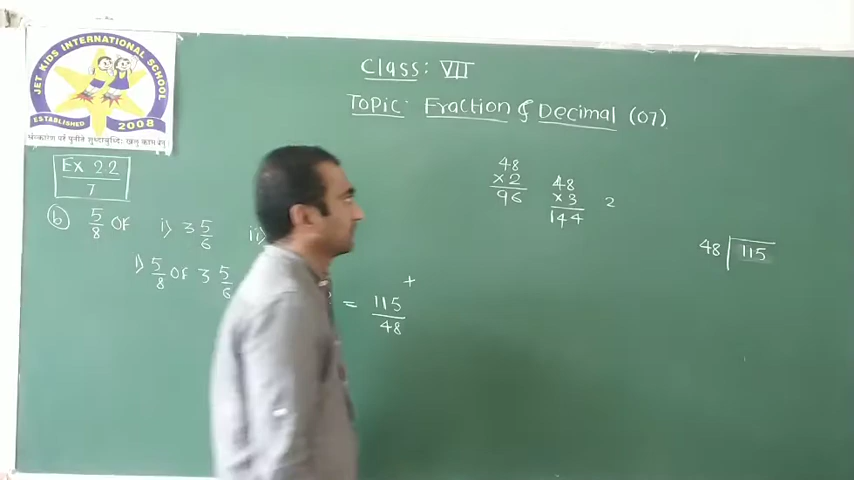 JET KIDS INTERNATIONAL SCHOOL
ESTABLISHED 2008
Class: VII
Topic: Fraction & Decimal (07)
Ex 2.2
7
b 5/8 OF i) 3 5/6 ii)
i) 5/8 OF 3 5/6
= 115/48 +
48
×2
96
48
×3
144
2
48 115